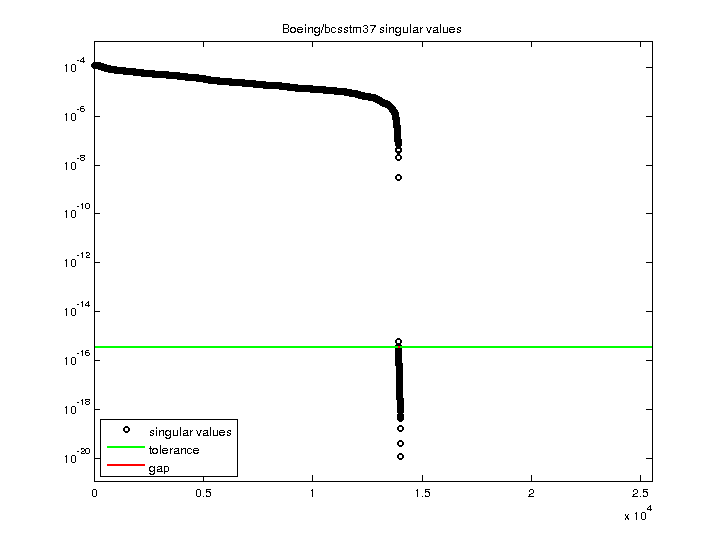 Boeing/bcsstm37 singular values
10^-4
10^-6
10^-8
10^-10
10^-12
10^-14
10^-16
10^-18
10^-20
singular values
tolerance
gap
0 0.5 1 1.5 2 2.5
x 10^4